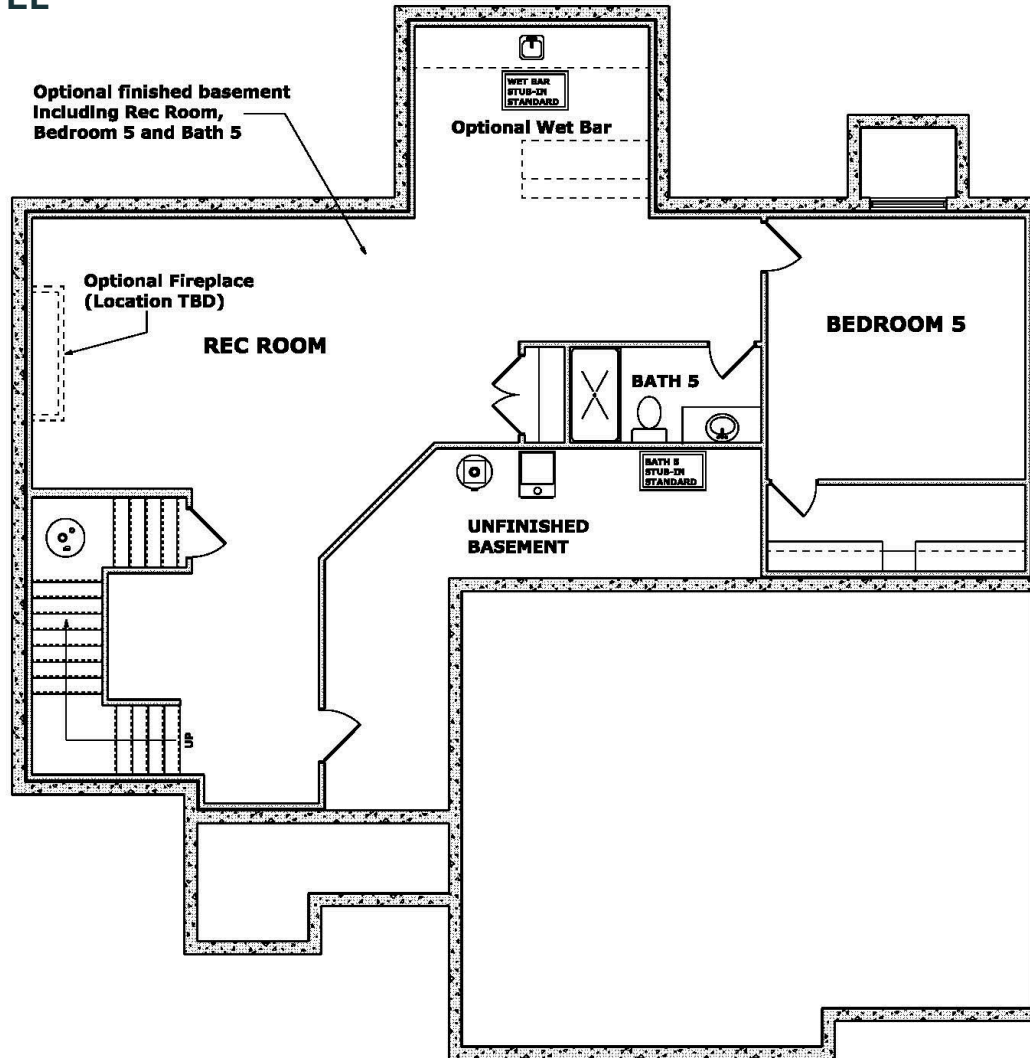 Optional finished basement
including Rec Room,
Bedroom 5 and Bath 5
WET BAR
STUB-IN
STANDARD
Optional Wet Bar
Optional Fireplace
(Location TBD)
REC ROOM
BEDROOM 5
BATH 5
BATH 5
STUB-IN
STANDARD
UNFINISHED
BASEMENT
UP